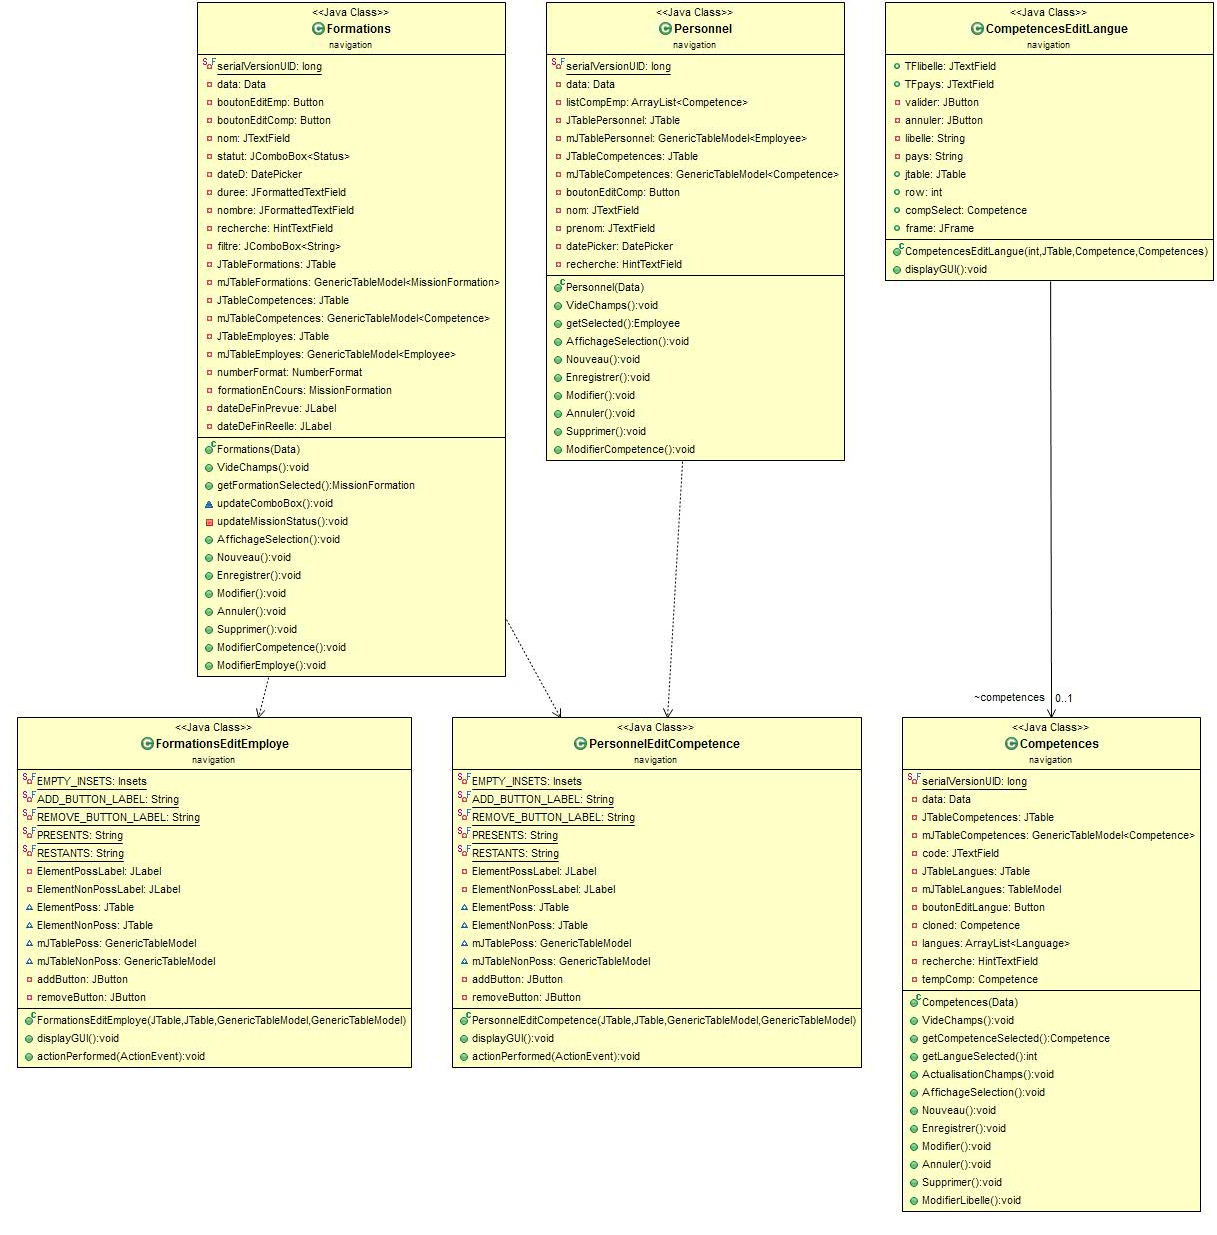 <<Java Class>>
Formations
navigation
serialVersionUID: long
data: Data
boutonEditEmp: Button
boutonEditComp: Button
nom: JTextField
statut: JComboBox<Status>
dateD: DatePicker
duree: JFormattedTextField
nombre: JFormattedTextField
recherche: HintTextField
filtre: JComboBox<String>
JTableFormations: JTable
mJTableFormations: GenericTableModel<MissionFormation>
JTableCompetences: JTable
mJTableCompetences: GenericTableModel<Competence>
JTableEmployes: JTable
mJTableEmployes: GenericTableModel<Employee>
numberFormat: NumberFormat
formationEnCours: MissionFormation
dateDeFinPrevue: JLabel
dateDeFinReelle: JLabel
Formations(Data)
VideChamps():void
getFormationSelected():MissionFormation
updateComboBox():void
updateMissionStatus():void
AffichageSelection():void
Nouveau():void
Enregistrer():void
Modifier():void
Annuler():void
Supprimer():void
ModifierCompetence():void
ModifierEmploye():void
<<Java Class>>
Personnel
navigation
serialVersionUID: long
data: Data
listCompEmp: ArrayList<Competence>
JTablePersonnel: JTable
mJTablePersonnel: GenericTableModel<Employee>
JTableCompetences: JTable
mJTableCompetences: GenericTableModel<Competence>
boutonEditComp: Button
nom: JTextField
prenom: JTextField
datePicker: DatePicker
recherche: HintTextField
Personnel(Data)
VideChamps():void
getSelected():Employee
AffichageSelection():void
Nouveau():void
Enregistrer():void
Modifier():void
Annuler():void
Supprimer():void
ModifierCompetence():void
<<Java Class>>
CompetencesEditLangue
navigation
TFlibelle: JTextField
TFpays: JTextField
valider: JButton
annuler: JButton
libelle: String
pays: String
jtable: JTable
row: int
compSelect: Competence
frame: JFrame
CompetencesEditLangue(int,JTable,Competence,Competences)
displayGUI():void
~competences 0..1
<<Java Class>>
FormationsEditEmploye
navigation
EMPTY_INSETS: Insets
ADD_BUTTON_LABEL: String
REMOVE_BUTTON_LABEL: String
PRESENTS: String
RESTANTS: String
ElementPossLabel: JLabel
ElementNonPossLabel: JLabel
ElementPoss: JTable
ElementNonPoss: JTable
mJTablePoss: GenericTableModel
mJTableNonPoss: GenericTableModel
addButton: JButton
removeButton: JButton
FormationsEditEmploye(JTable,JTable,GenericTableModel,GenericTableModel)
displayGUI():void
actionPerformed(ActionEvent):void
<<Java Class>>
PersonnelEditCompetence
navigation
EMPTY_INSETS: Insets
ADD_BUTTON_LABEL: String
REMOVE_BUTTON_LABEL: String
PRESENTS: String
RESTANTS: String
ElementPossLabel: JLabel
ElementNonPossLabel: JLabel
ElementPoss: JTable
ElementNonPoss: JTable
mJTablePoss: GenericTableModel
mJTableNonPoss: GenericTableModel
addButton: JButton
removeButton: JButton
PersonnelEditCompetence(JTable,JTable,GenericTableModel,GenericTableModel)
displayGUI():void
actionPerformed(ActionEvent):void
<<Java Class>>
Competences
navigation
serialVersionUID: long
data: Data
JTableCompetences: JTable
mJTableCompetences: GenericTableModel<Competence>
code: JTextField
JTableLangues: JTable
mJTableLangues: TableModel
boutonEditLangue: Button
cloned: Competence
langues: ArrayList<Language>
recherche: HintTextField
tempComp: Competence
Competences(Data)
VideChamps():void
getCompetenceSelected():Competence
getLangueSelected():int
ActualisationChamps():void
AffichageSelection():void
Nouveau():void
Enregistrer():void
Modifier():void
Annuler():void
Supprimer():void
ModifierLibelle():void